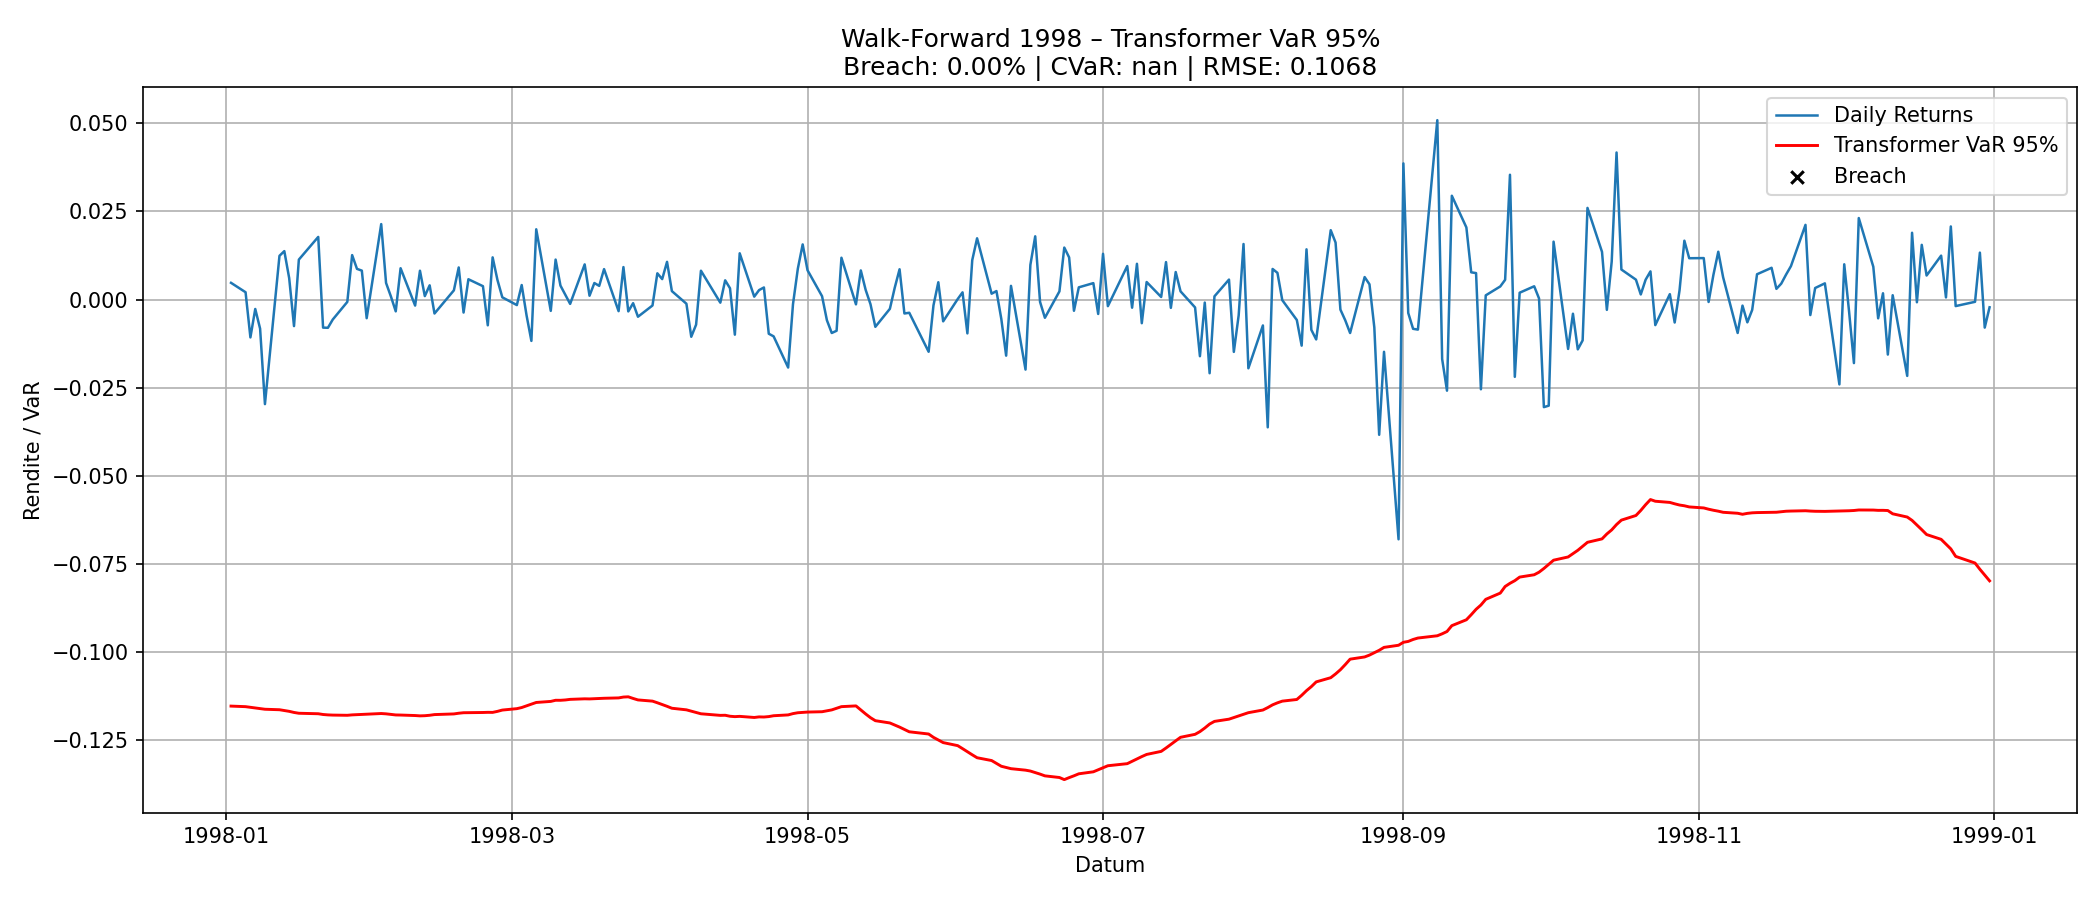 Walk-Forward 1998 – Transformer VaR 95%
Breach: 0.00% | CVaR: nan | RMSE: 0.1068
Daily Returns
Transformer VaR 95%
Breach
Rendite / VaR
0.050
0.025
0.000
−0.025
−0.050
−0.075
−0.100
−0.125
1998-01
1998-03
1998-05
1998-07
1998-09
1998-11
1999-01
Datum